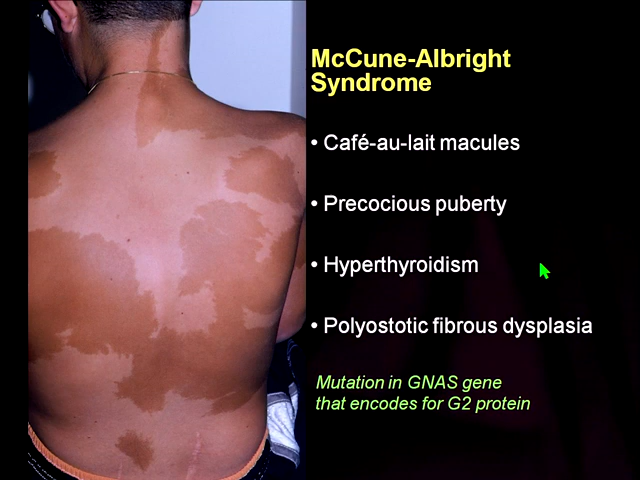 McCune-Albright
Syndrome
• Café-au-lait macules
• Precocious puberty
• Hyperthyroidism
• Polyostotic fibrous dysplasia
Mutation in GNAS gene
that encodes for G2 protein